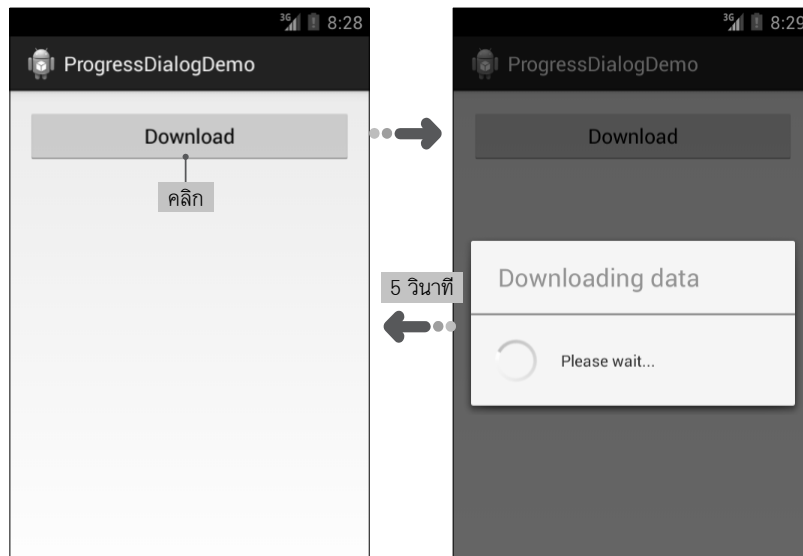 3G 8:28
ProgressDialogDemo
Download
คลิก
5 วินาที
3G 8:29
ProgressDialogDemo
Download
Downloading data
Please wait...